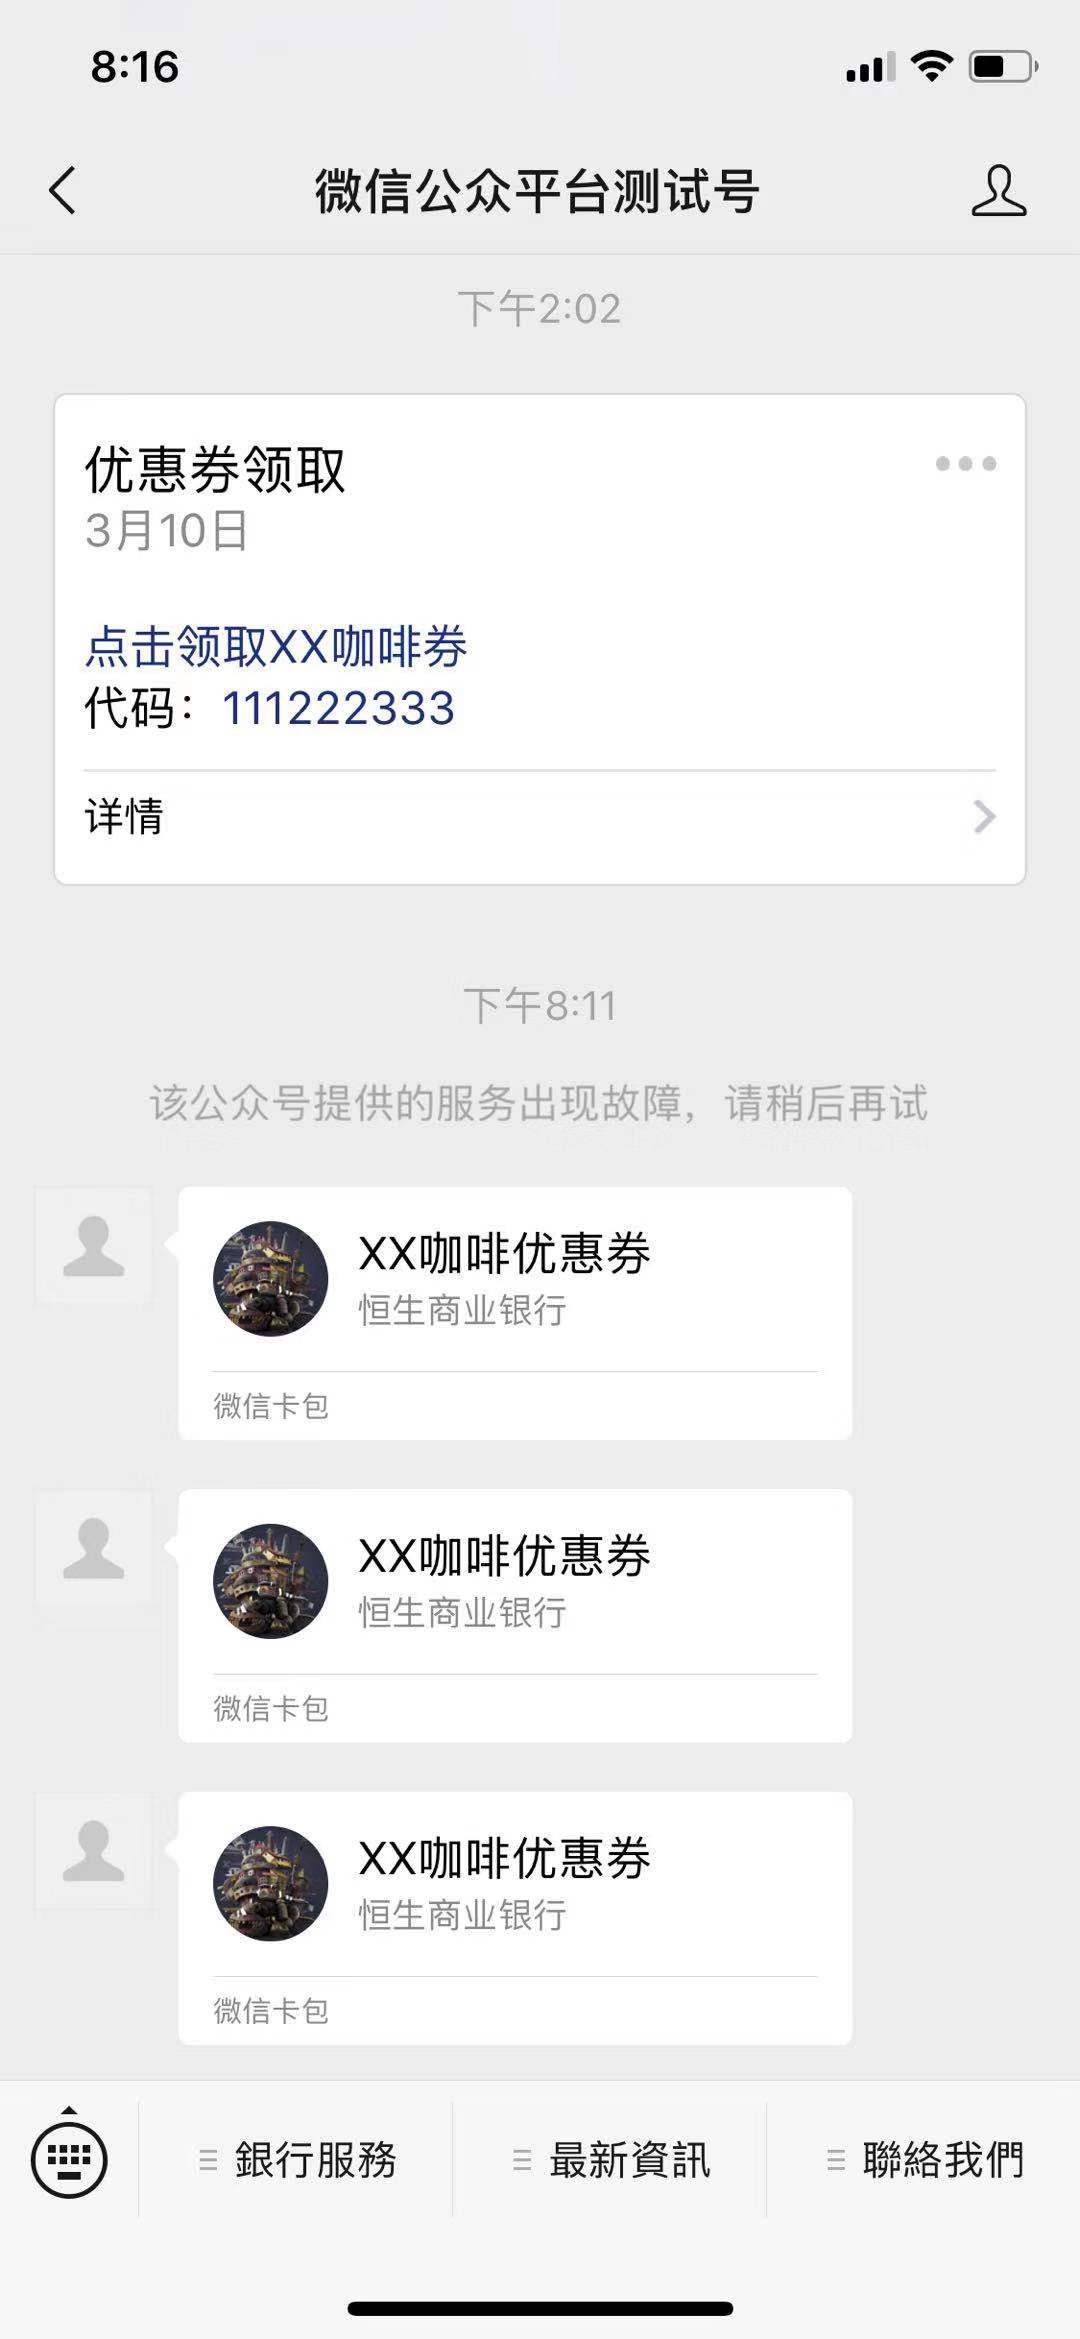 8:16
微信公众平台测试号
下午2:02
优惠券领取
3月10日
点击领取XX咖啡券
代码：111222333
详情
下午8:11
该公众号提供的服务出现故障，请稍后再试
XX咖啡优惠券
恒生商业银行
微信卡包
XX咖啡优惠券
恒生商业银行
微信卡包
XX咖啡优惠券
恒生商业银行
微信卡包
銀行服務 最新資訊 聯絡我們